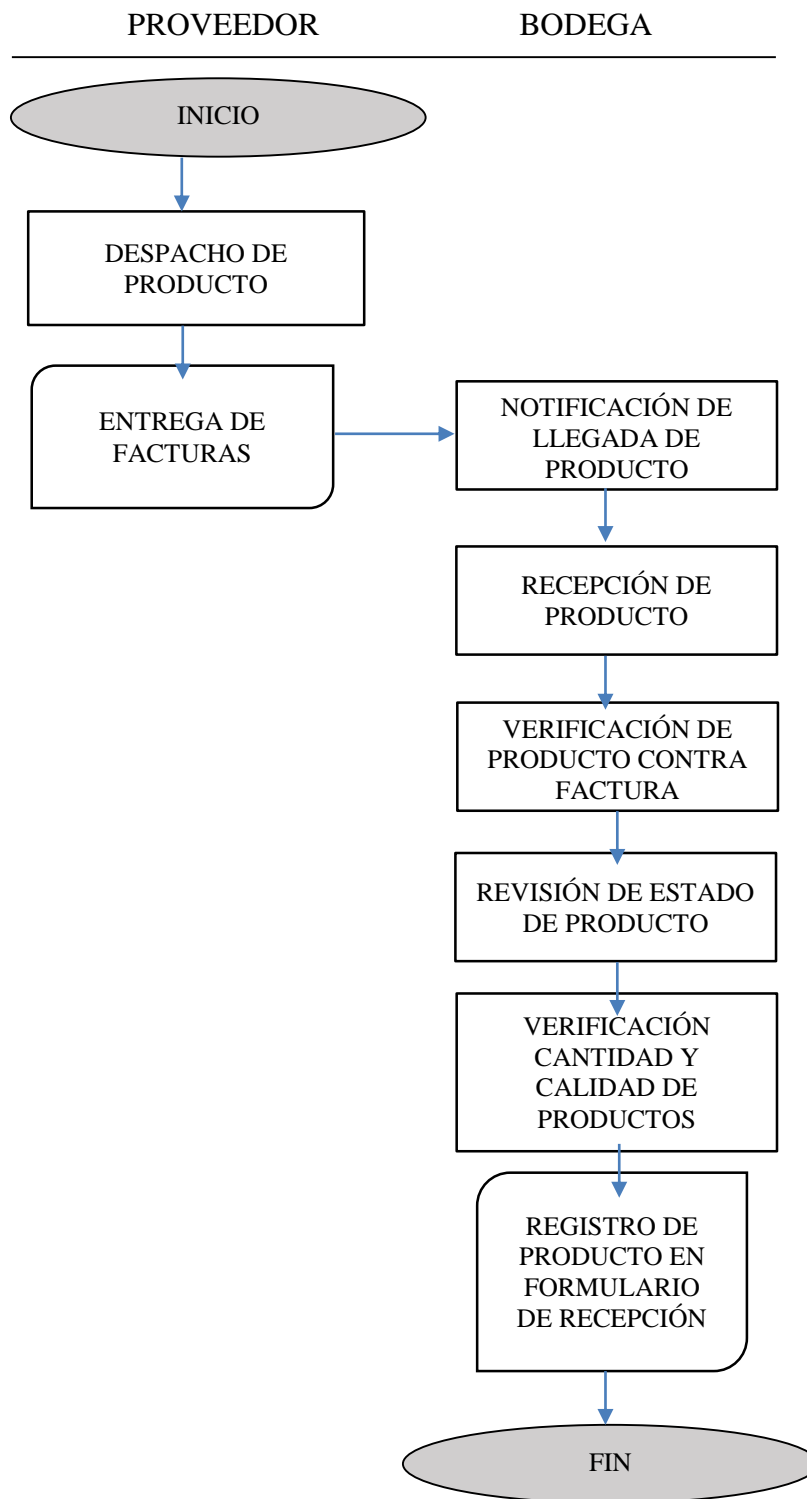 PROVEEDOR
BODEGA
INICIO
DESPACHO DE
PRODUCTO
ENTREGA DE
FACTURAS
NOTIFICACIÓN DE
LLEGADA DE
PRODUCTO
RECEPCIÓN DE
PRODUCTO
VERIFICACIÓN DE
PRODUCTO CONTRA
FACTURA
REVISIÓN DE ESTADO
DE PRODUCTO
VERIFICACIÓN
CANTIDAD Y
CALIDAD DE
PRODUCTOS
REGISTRO DE
PRODUCTO EN
FORMULARIO
DE RECEPCIÓN
FIN